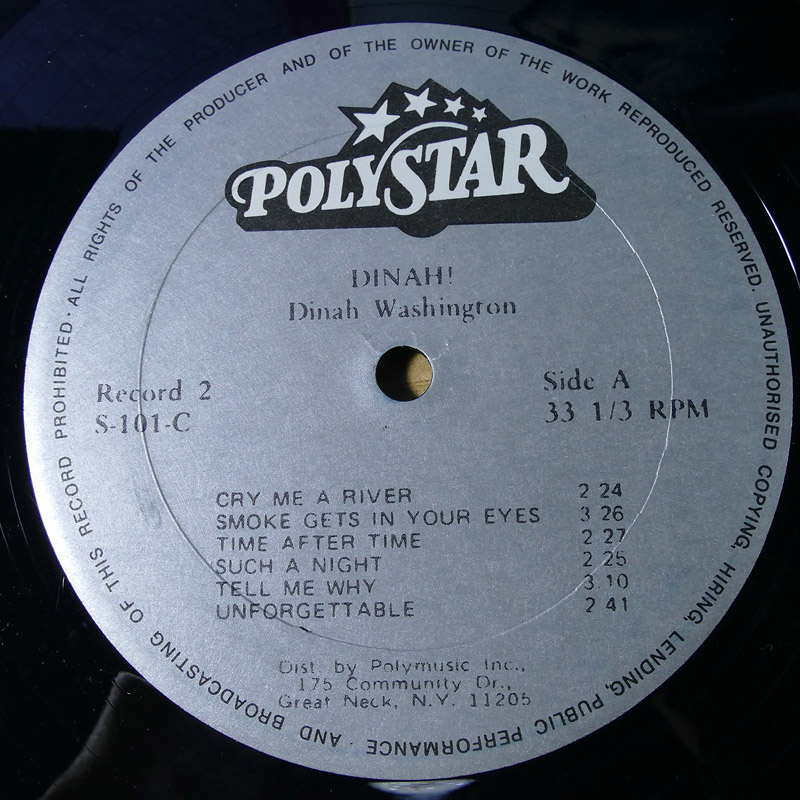 ALL RIGHTS OF THE PRODUCER AND OF THE OWNER OF THE WORK REPRODUCED RESERVED. UNAUTHORISED COPYING, HIRING, LENDING, PUBLIC PERFORMANCE · AND BROADCASTING OF THIS RECORD PROHIBITED ·
POLYSTAR
DINAH!
Dinah Washington
Record 2
S-101-C
Side A
33 1/3 RPM
CRY ME A RIVER 2 24
SMOKE GETS IN YOUR EYES 3 26
TIME AFTER TIME 2 27
SUCH A NIGHT 2 25
TELL ME WHY 3 10
UNFORGETTABLE 2 41
Dist. by Polymusic Inc.,
175 Community Dr.,
Great Neck, N.Y. 11205